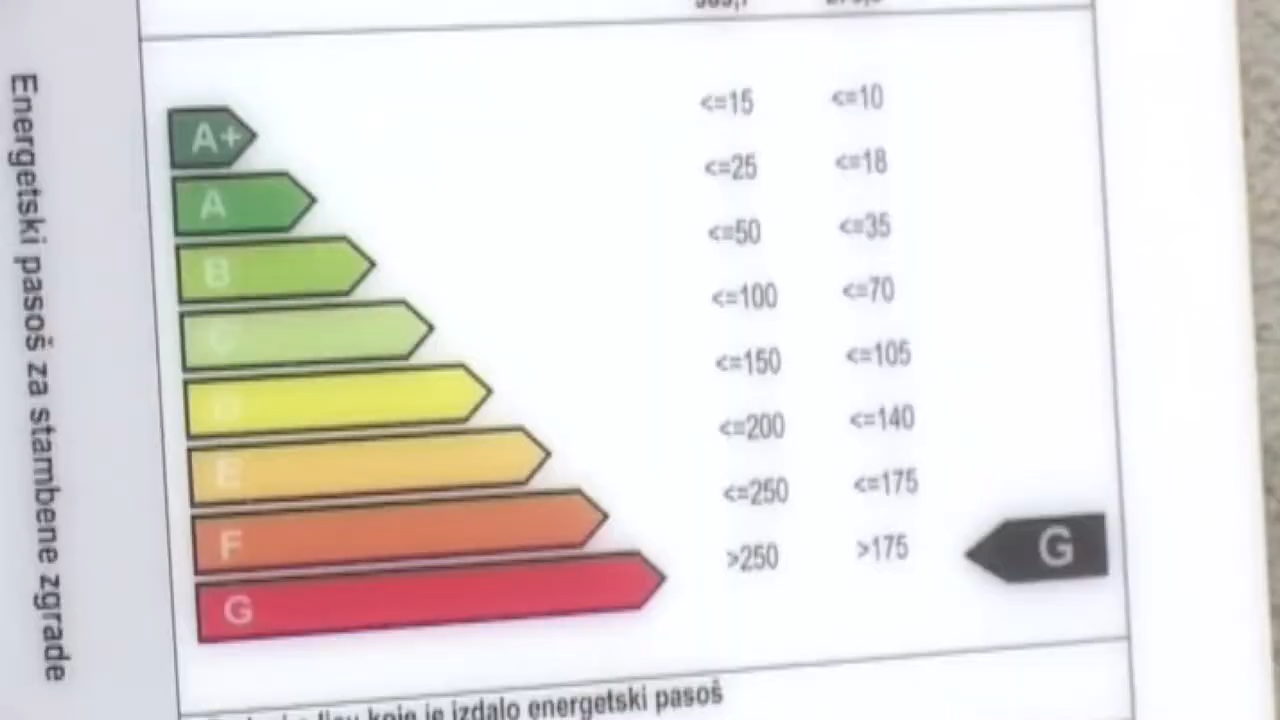 Energetski pasoš za stambene zgrade
A+ <=15 <=10
A <=25 <=18
B <=50 <=35
C <=100 <=70
D <=150 <=105
E <=200 <=140
F <=250 <=175
G >250 >175 G
koje je izdalo energetski pasoš